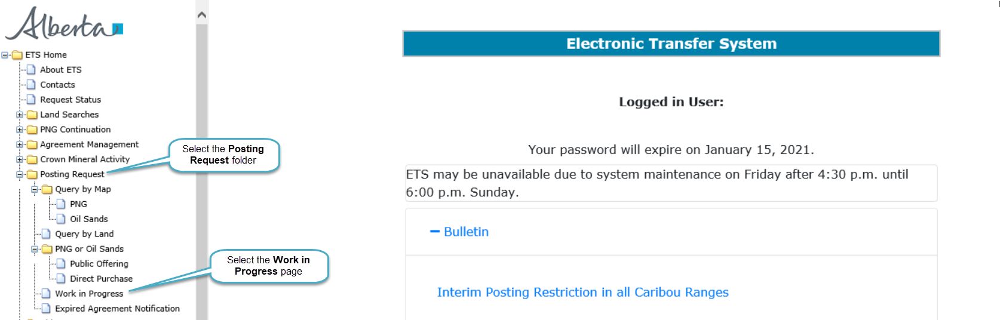 Alberta
ETS Home
About ETS
Contacts
Request Status
Land Searches
PNG Continuation
Agreement Management
Crown Mineral Activity
Posting Request
Query by Map
PNG
Oil Sands
Query by Land
PNG or Oil Sands
Public Offering
Direct Purchase
Work in Progress
Expired Agreement Notification
Select the Posting
Request folder
Select the Work in
Progress page
Electronic Transfer System
Logged in User:
Your password will expire on January 15, 2021.
ETS may be unavailable due to system maintenance on Friday after 4:30 p.m. until
6:00 p.m. Sunday.
Bulletin
Interim Posting Restriction in all Caribou Ranges